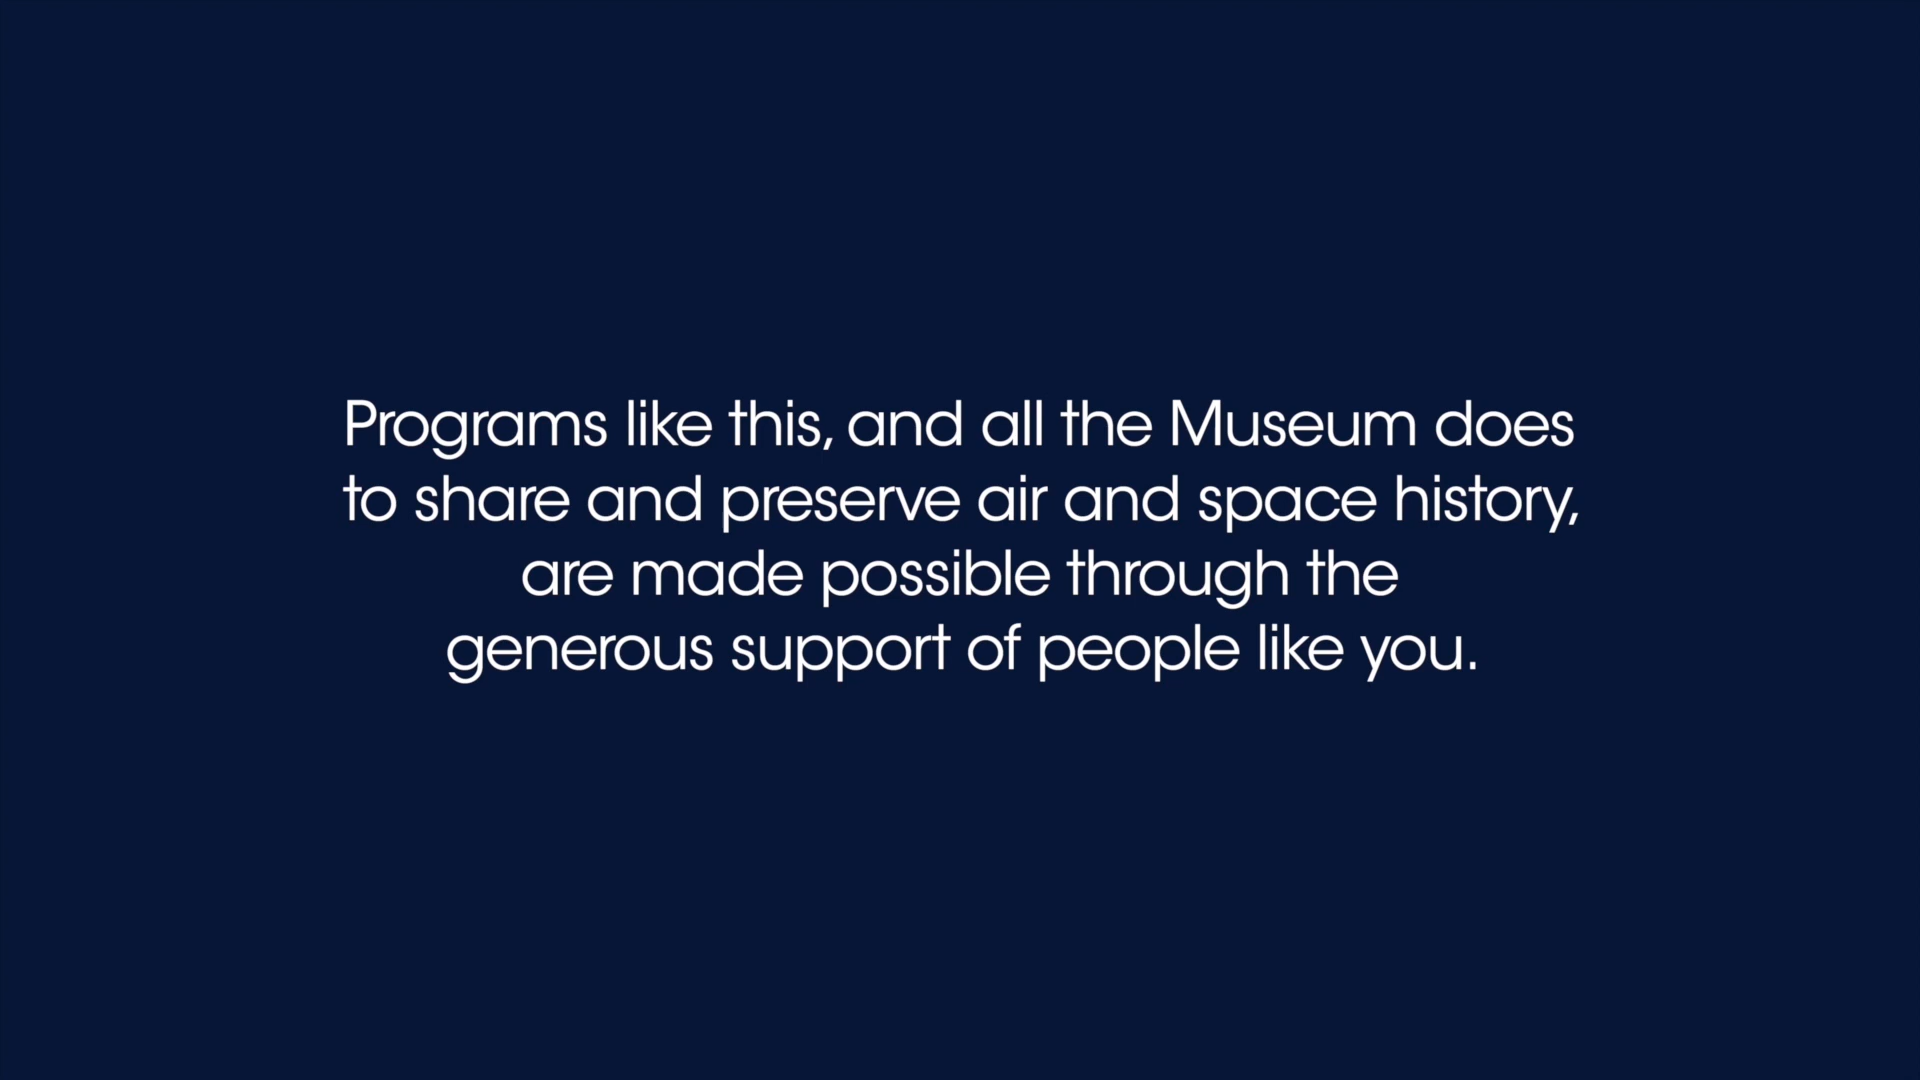 Programs like this, and all the Museum does
to share and preserve air and space history,
are made possible through the
generous support of people like you.